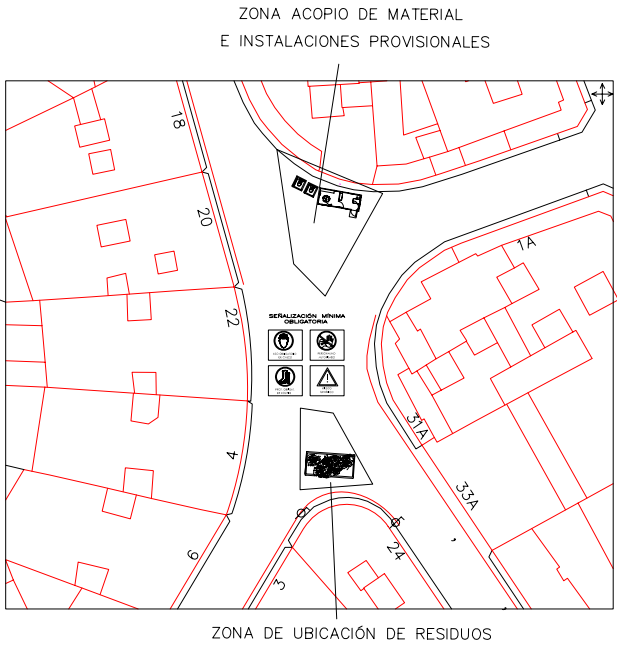 ZONA ACOPIO DE MATERIAL
E INSTALACIONES PROVISIONALES
18
20
1A
22
SEÑALIZACIÓN MÍNIMA
OBLIGATORIA
31A
4
33A
6
24
3
ZONA DE UBICACIÓN DE RESIDUOS